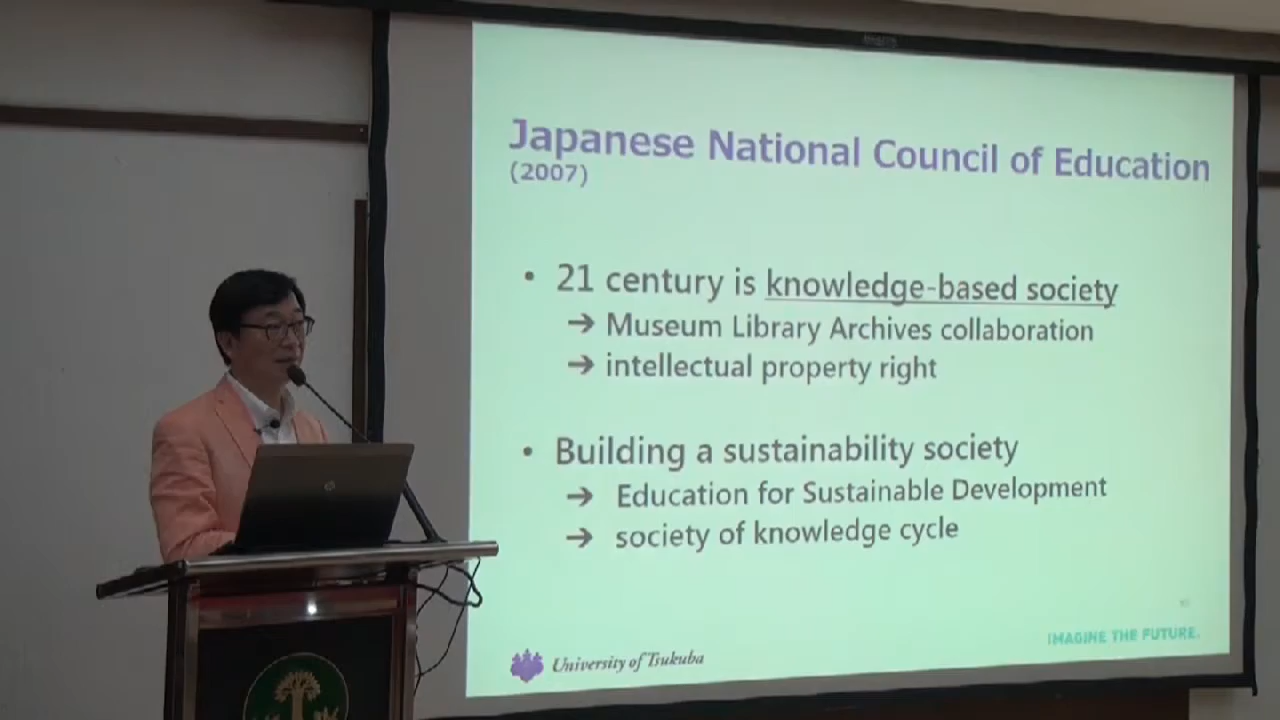 Japanese National Council of Education
(2007)
• 21 century is knowledge-based society
→ Museum Library Archives collaboration
→ intellectual property right
• Building a sustainability society
→ Education for Sustainable Development
→ society of knowledge cycle
IMAGINE THE FUTURE.
University of Tsukuba
hp